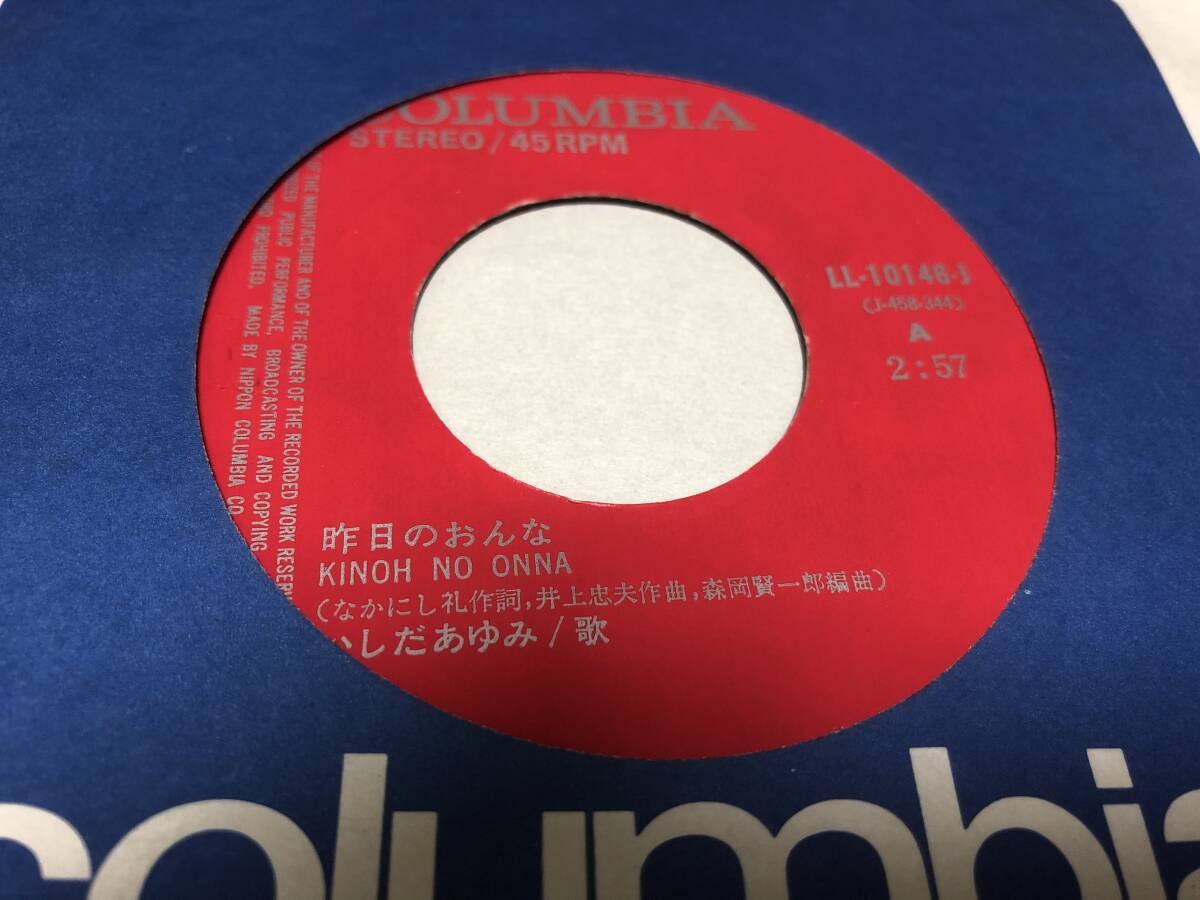 COLUMBIA
STEREO/45RPM
OF THE MANUFACTURER AND OF THE OWNER OF THE RECORDED WORK RESERV
PUBLIC PERFORMANCE, BROADCASTING AND COPYING
PROHIBITED. MADE BY NIPPON COLUMBIA CO
LL-10146-J
(J-458-344)
A
2:57
昨日のおんな
KINOH NO ONNA
(なかにし礼作詞,井上忠夫作曲,森岡賢一郎編曲)
いしだあゆみ/歌
columbia